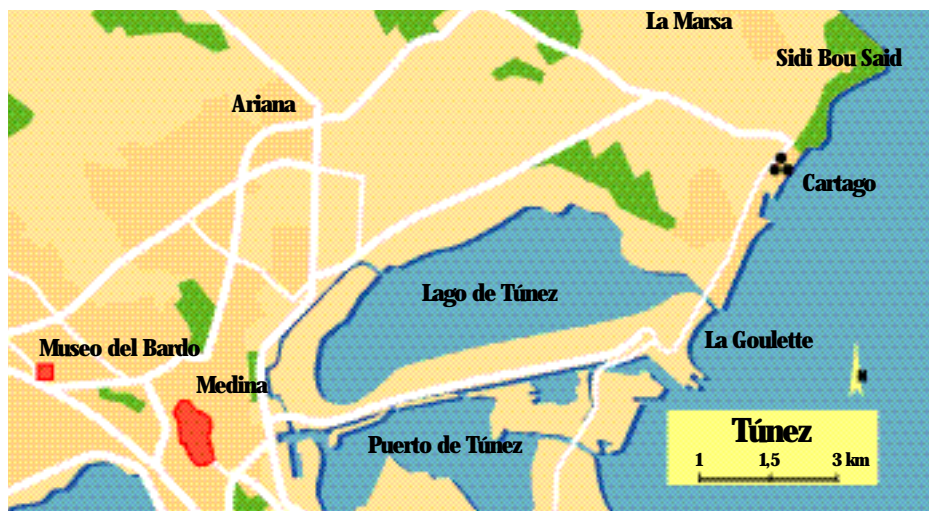 La Marsa
Sidi Bou Said
Ariana
Cartago
Lago de Túnez
La Goulette
Museo del Bardo
Medina
Puerto de Túnez
N
Túnez
1 1,5 3 km